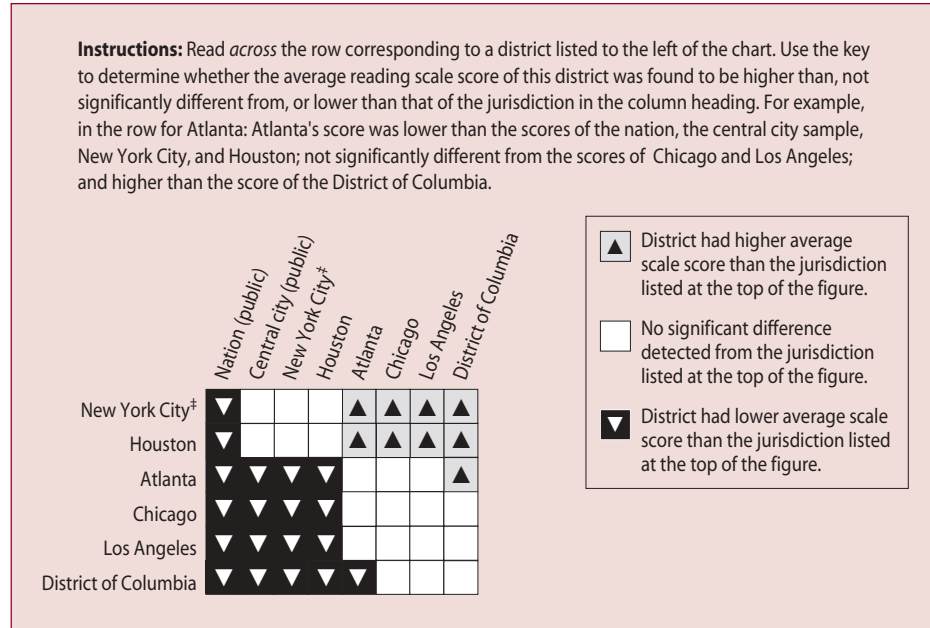 Instructions: Read across the row corresponding to a district listed to the left of the chart. Use the key
to determine whether the average reading scale score of this district was found to be higher than, not
significantly different from, or lower than that of the jurisdiction in the column heading. For example,
in the row for Atlanta: Atlanta's score was lower than the scores of the nation, the central city sample,
New York City, and Houston; not significantly different from the scores of Chicago and Los Angeles;
and higher than the score of the District of Columbia.
Nation (public)
Central city (public)
New York City‡
Houston
Atlanta
Chicago
Los Angeles
District of Columbia
New York City‡
Houston
Atlanta
Chicago
Los Angeles
District of Columbia
District had higher average
scale score than the jurisdiction
listed at the top of the figure.
No significant difference
detected from the jurisdiction
listed at the top of the figure.
District had lower average scale
score than the jurisdiction listed
at the top of the figure.